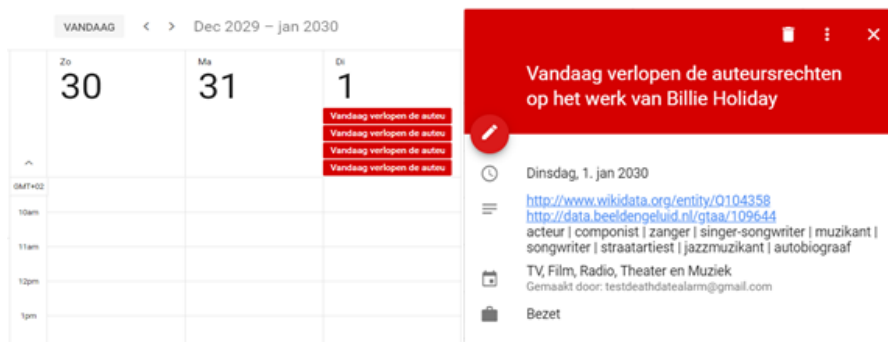 VANDAAG < > Dec 2029 – jan 2030
Zo
30
Ma
31
Di
1
Vandaag verlopen de auteu
Vandaag verlopen de auteu
Vandaag verlopen de auteu
Vandaag verlopen de auteu
GMT+02
10am
11am
12pm
1pm
Vandaag verlopen de auteursrechten
op het werk van Billie Holiday
Dinsdag, 1. jan 2030
http://www.wikidata.org/entity/Q104358
http://data.beeldengeluid.nl/gtaa/109644
acteur | componist | zanger | singer-songwriter | muzikant |
songwriter | straatartiest | jazzmuzikant | autobiograaf
TV, Film, Radio, Theater en Muziek
Gemaakt door: testdeathdatealarm@gmail.com
Bezet